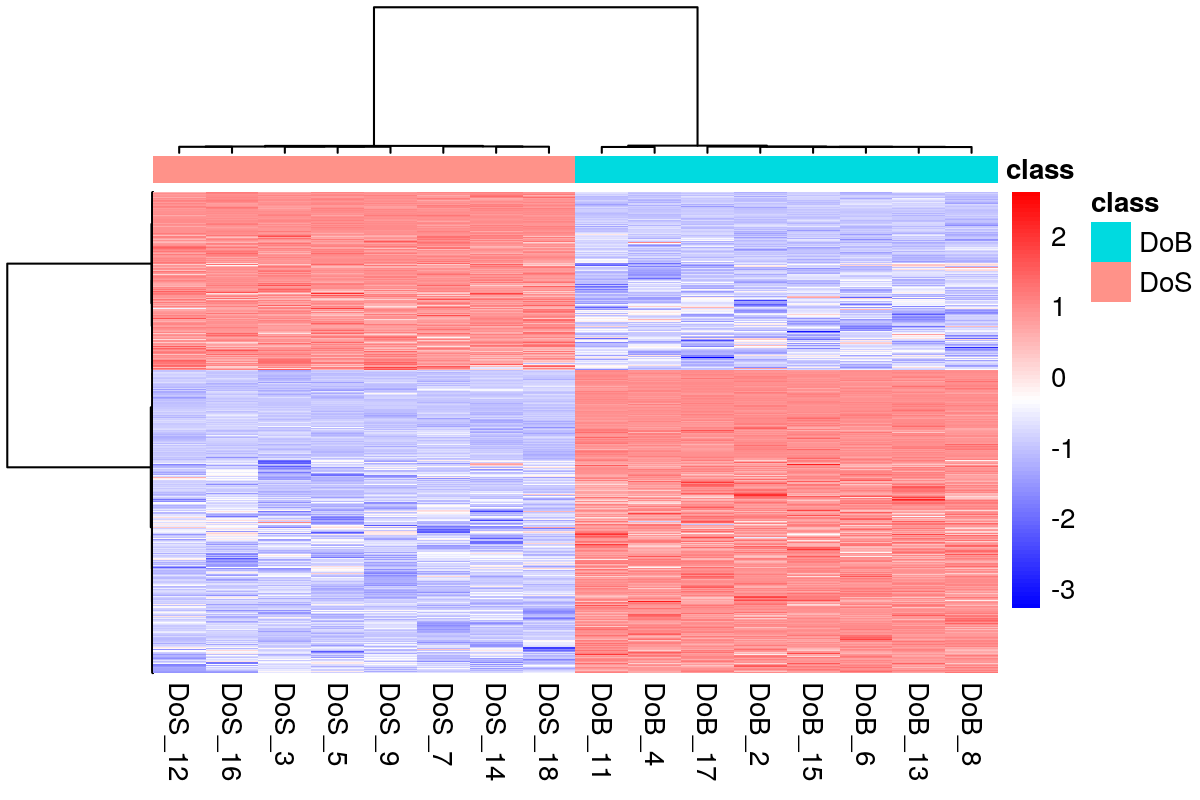 class
2
1
0
-1
-2
-3
class
DoB
DoS
DoS_12
DoS_16
DoS_3
DoS_5
DoS_9
DoS_7
DoS_14
DoS_18
DoB_11
DoB_4
DoB_17
DoB_2
DoB_15
DoB_6
DoB_13
DoB_8